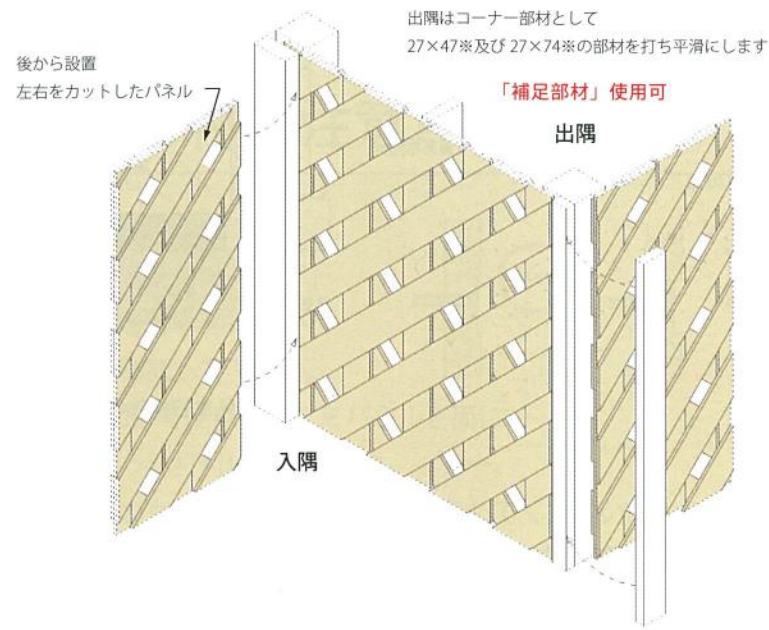 出隅はコーナー部材として
27×47※及び 27×74※の部材を打ち平滑にします
後から設置
左右をカットしたパネル
「補足部材」使用可
出隅
入隅